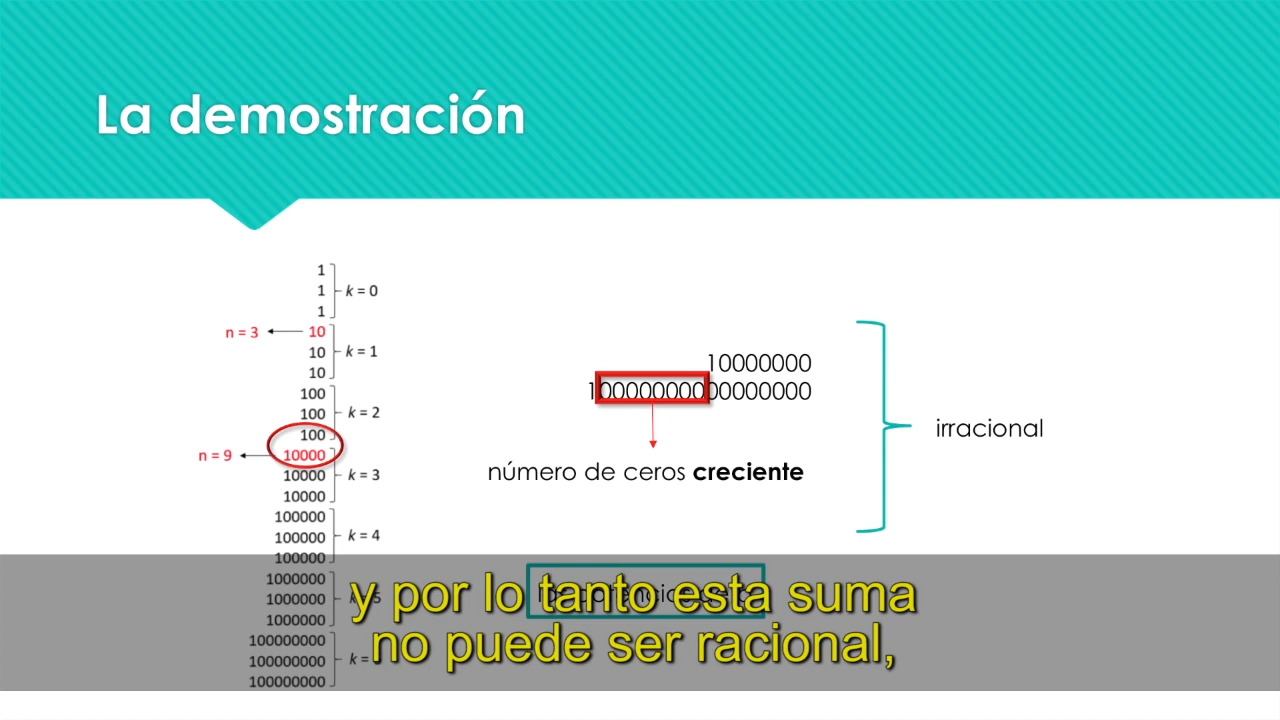 La demostración
1
1
1
k = 0
n = 3
10
10
10
k = 1
100
100
100
k = 2
n = 9
10000
10000
10000
k = 3
100000
100000
100000
k = 4
1000000
1000000
1000000
100000000
100000000
100000000
k =
10000000
10000000000000000
número de ceros creciente
irracional
y por lo tanto esta suma
no puede ser racional,